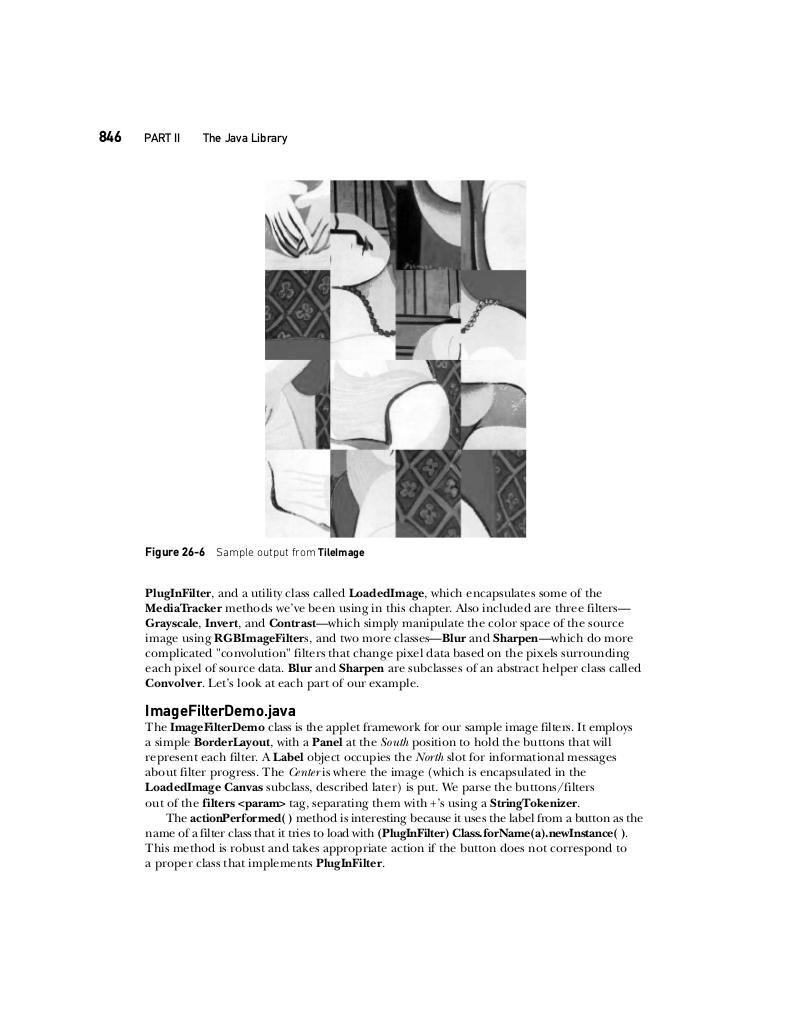 846 PART II The Java Library
Figure 26-6 Sample output from TileImage
PlugInFilter, and a utility class called LoadedImage, which encapsulates some of the
MediaTracker methods we've been using in this chapter. Also included are three filters—
Grayscale, Invert, and Contrast—which simply manipulate the color space of the source
image using RGBImageFilters, and two more classes—Blur and Sharpen—which do more
complicated "convolution" filters that change pixel data based on the pixels surrounding
each pixel of source data. Blur and Sharpen are subclasses of an abstract helper class called
Convolver. Let's look at each part of our example.
ImageFilterDemo.java
The ImageFilterDemo class is the applet framework for our sample image filters. It employs
a simple BorderLayout, with a Panel at the South position to hold the buttons that will
represent each filter. A Label object occupies the North slot for informational messages
about filter progress. The Center is where the image (which is encapsulated in the
LoadedImage Canvas subclass, described later) is put. We parse the buttons/filters
out of the filters <param> tag, separating them with +'s using a StringTokenizer.
The actionPerformed( ) method is interesting because it uses the label from a button as the
name of a filter class that it tries to load with (PlugInFilter) Class.forName(a).newInstance( ).
This method is robust and takes appropriate action if the button does not correspond to
a proper class that implements PlugInFilter.